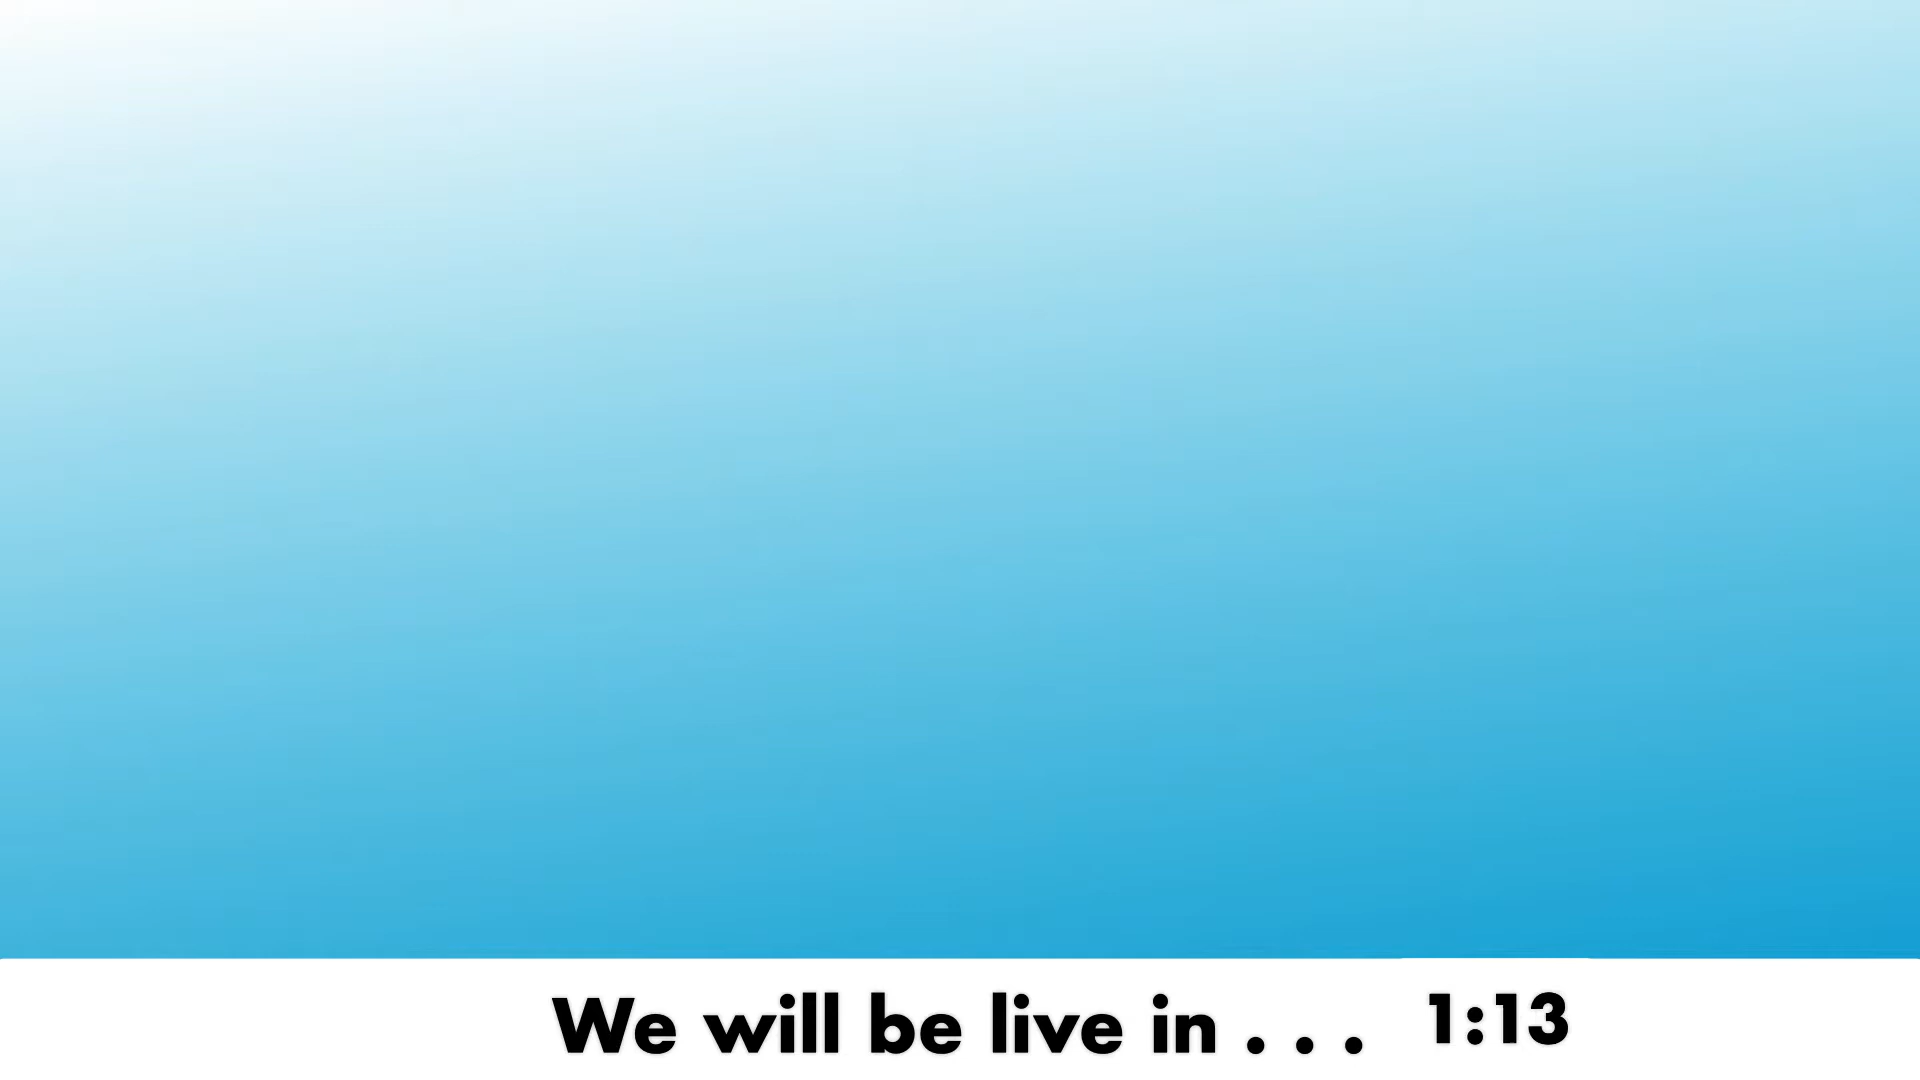 We will be live in . . . 1:13